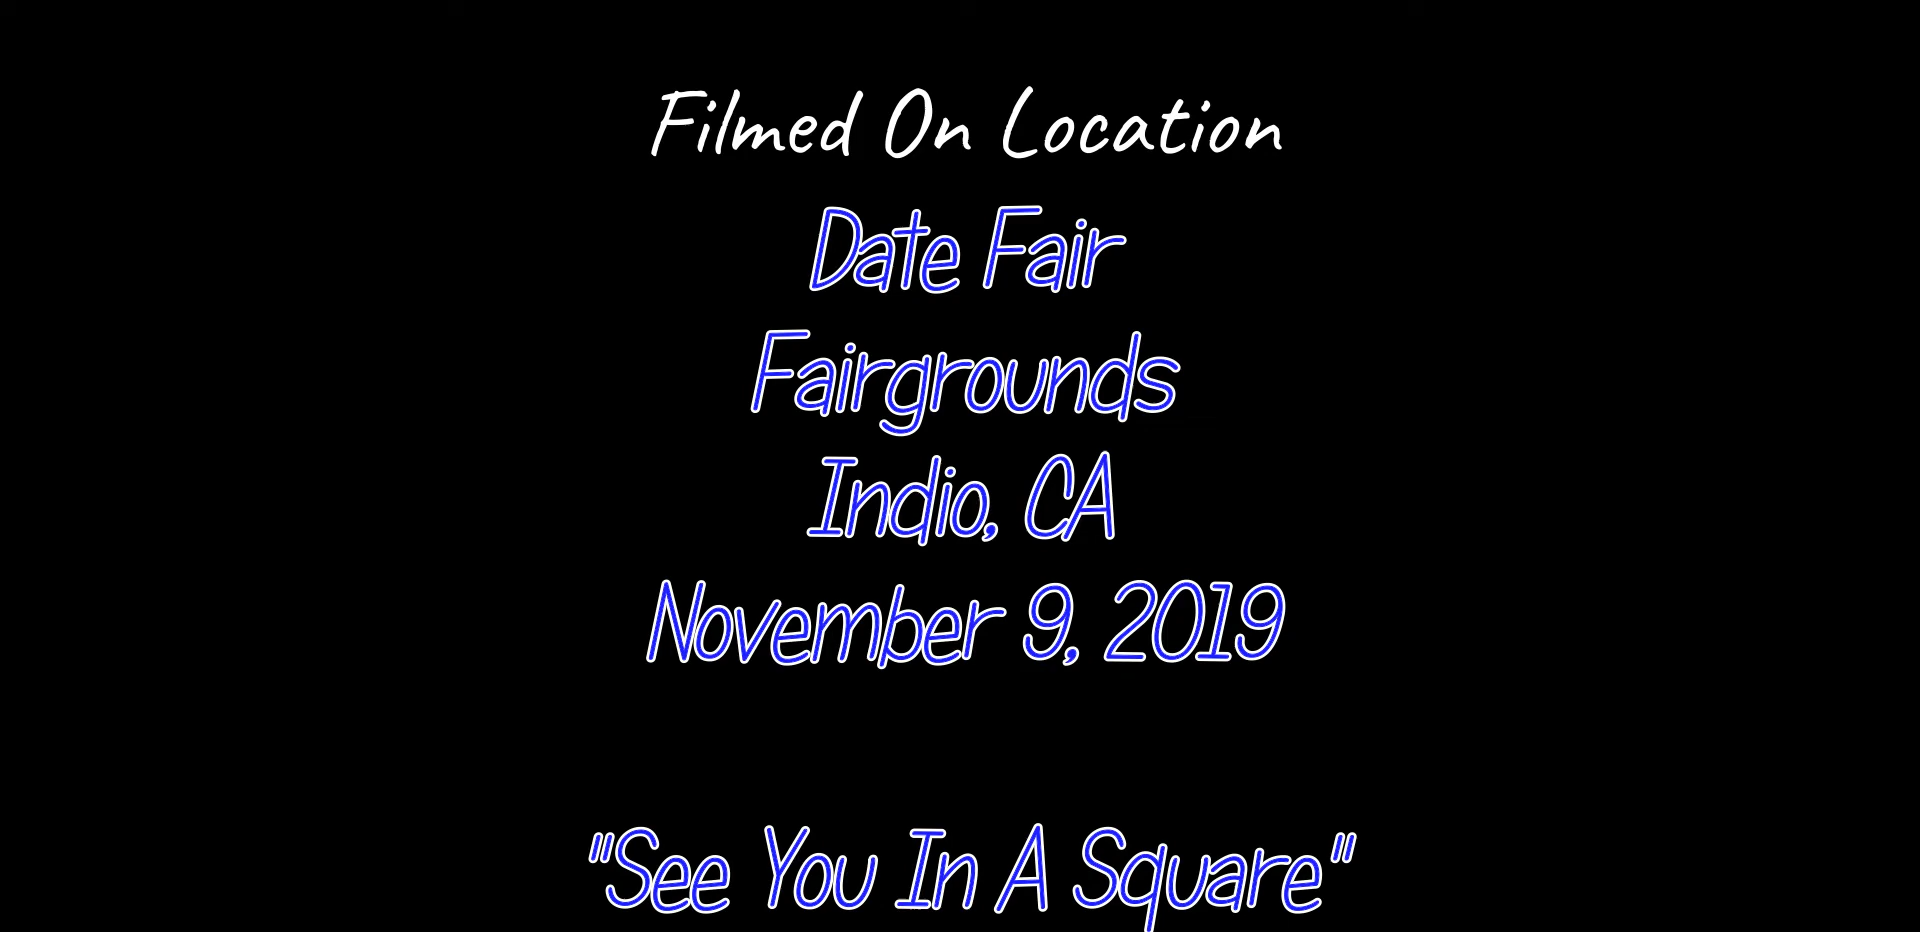 Filmed On Location
Date Fair
Fairgrounds
Indio, CA
November 9, 2019
"See You In A Square"